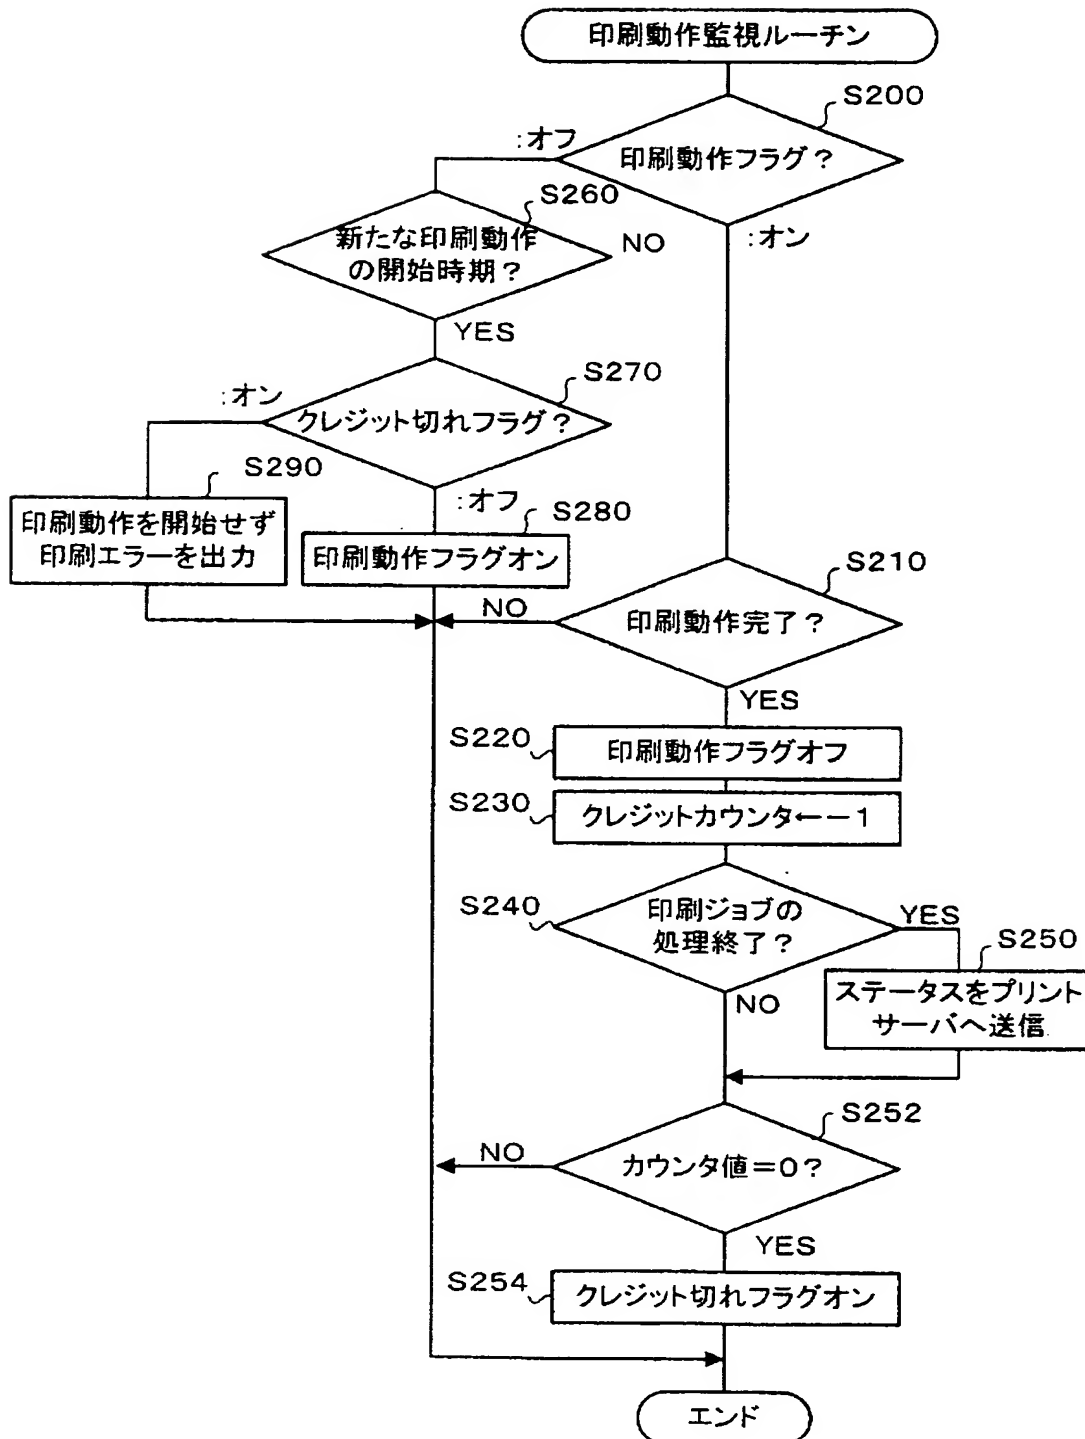 印刷動作監視ルーチン
S200
:オフ
印刷動作フラグ?
:オン
S260
新たな印刷動作
の開始時期?
NO
YES
S270
:オン
クレジット切れフラグ?
S290
:オフ
S280
印刷動作を開始せず
印刷エラーを出力
印刷動作フラグオン
S210
NO
印刷動作完了?
YES
S220
印刷動作フラグオフ
S230
クレジットカウンタ←−1
S240
印刷ジョブの
処理終了?
YES
S250
NO
ステータスをプリント
サーバへ送信
S252
NO
カウンタ値=0?
YES
S254
クレジット切れフラグオン
エンド